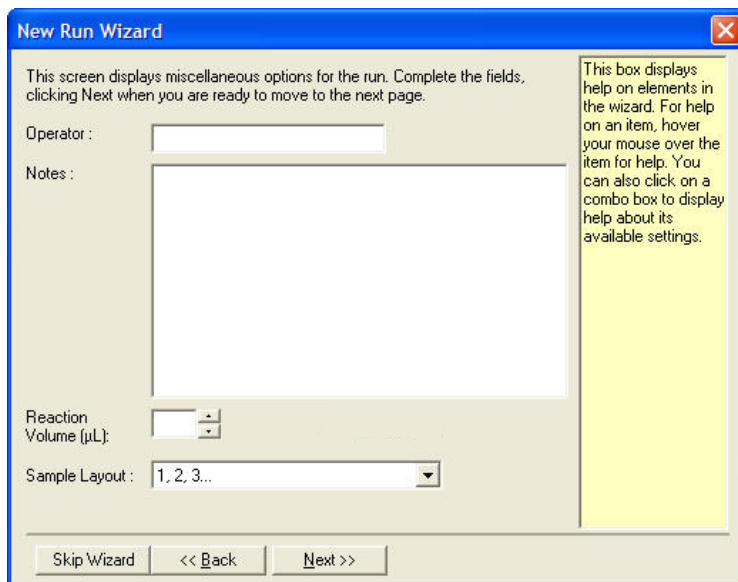 New Run Wizard
This screen displays miscellaneous options for the run. Complete the fields,
clicking Next when you are ready to move to the next page.
Operator :
Notes :
Reaction
Volume (µL):
Sample Layout :
1, 2, 3...
This box displays
help on elements in
the wizard. For help
on an item, hover
your mouse over the
item for help. You
can also click on a
combo box to display
help about its
available settings.
Skip Wizard
<< Back
Next >>